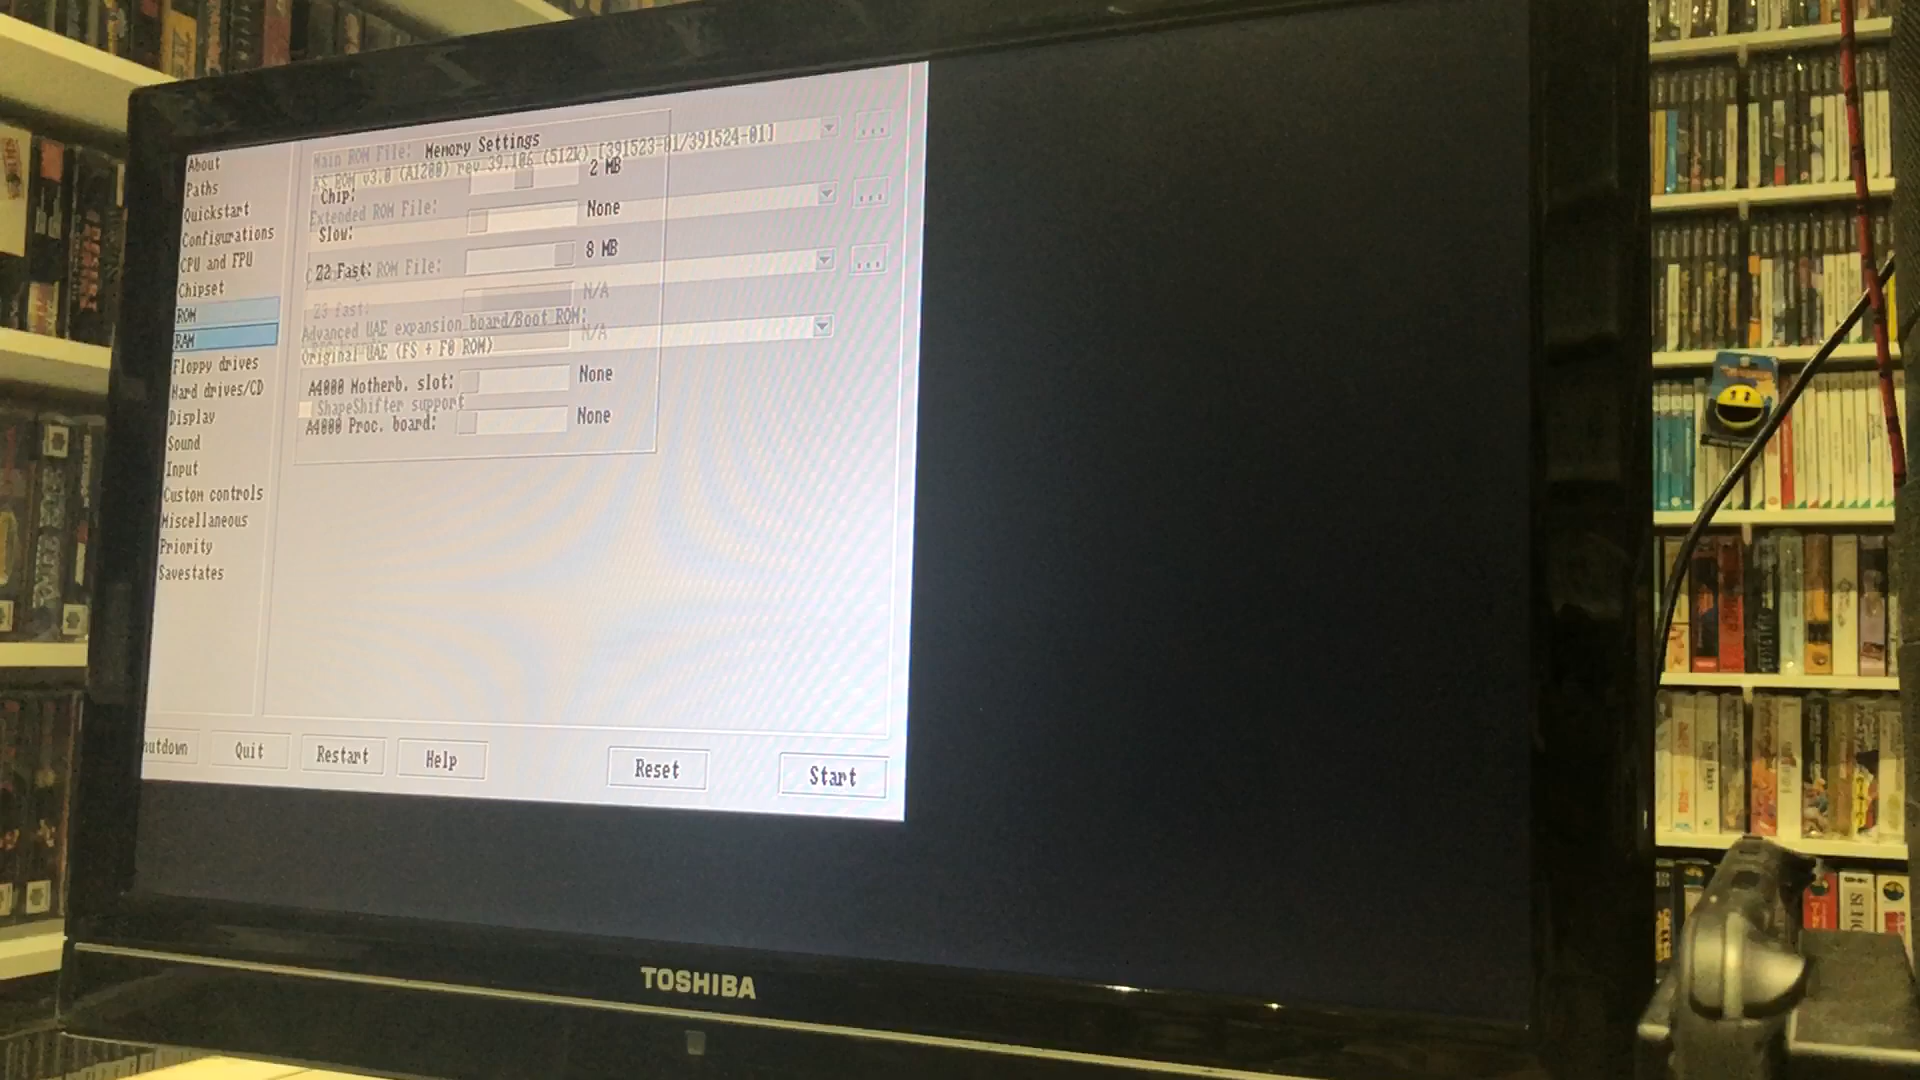 About
Paths
Quickstart
Configurations
CPU and FPU
Chipset
ROM
RAM
Floppy drives
Hard drives/CD
Display
Sound
Input
Custom controls
Miscellaneous
Priority
Savestates
Main ROM File:
Memory Settings
KS ROM v3.0 (A1200) rev 39.106 (512k) [391523-01/391524-01]
Chip:
2 MB
Extended ROM File:
Slow:
None
Z2 Fast:
ROM File:
8 MB
Z3 fast:
N/A
Advanced UAE expansion board/Boot ROM:
N/A
Original UAE (FS + F0 ROM)
A4000 Motherb. slot:
None
ShapeShifter support
A4000 Proc. board:
None
hutdown
Quit
Restart
Help
Reset
Start
TOSHIBA